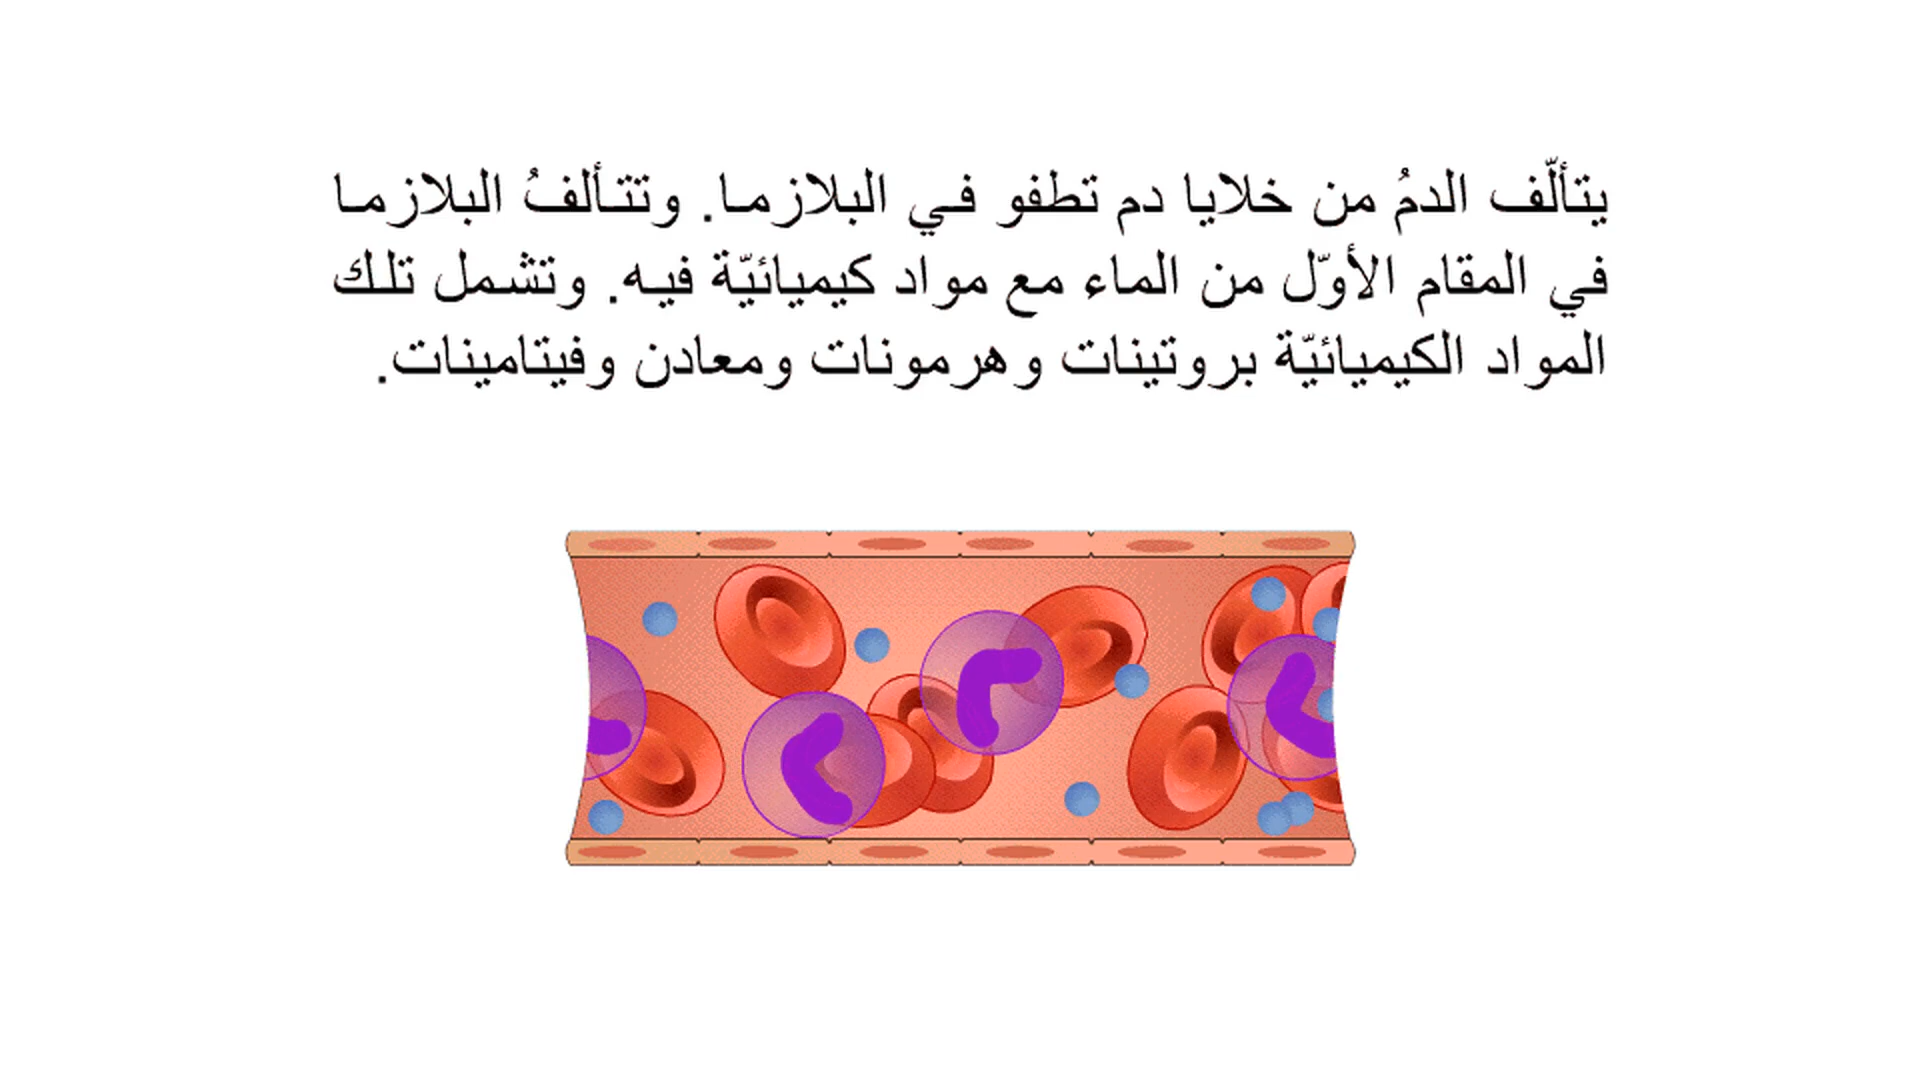 يتألّف الدمُ من خلايا دم تطفو في البلازما. وتتألفُ البلازما
في المقام الأوّل من الماء مع مواد كيميائيّة فيه. وتشمل تلك
المواد الكيميائيّة بروتينات وهرمونات ومعادن وفيتامينات.